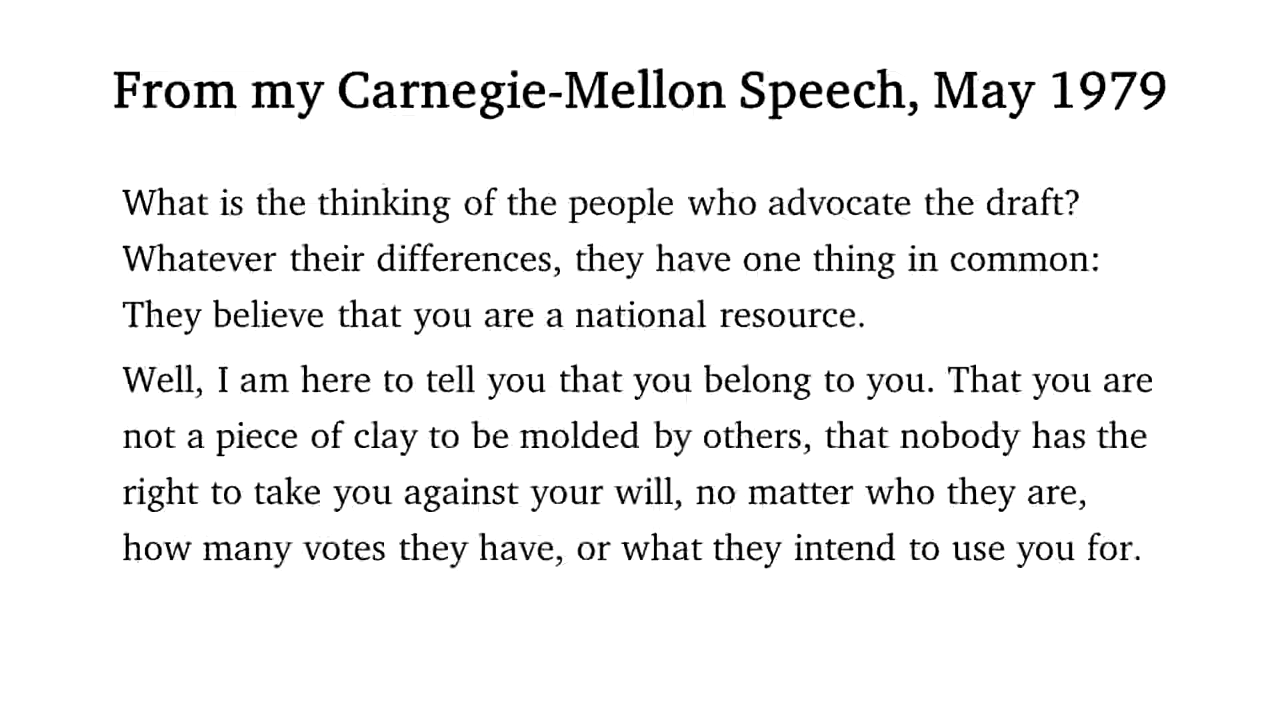 From my Carnegie-Mellon Speech, May 1979
What is the thinking of the people who advocate the draft?
Whatever their differences, they have one thing in common:
They believe that you are a national resource.
Well, I am here to tell you that you belong to you. That you are
not a piece of clay to be molded by others, that nobody has the
right to take you against your will, no matter who they are,
how many votes they have, or what they intend to use you for.